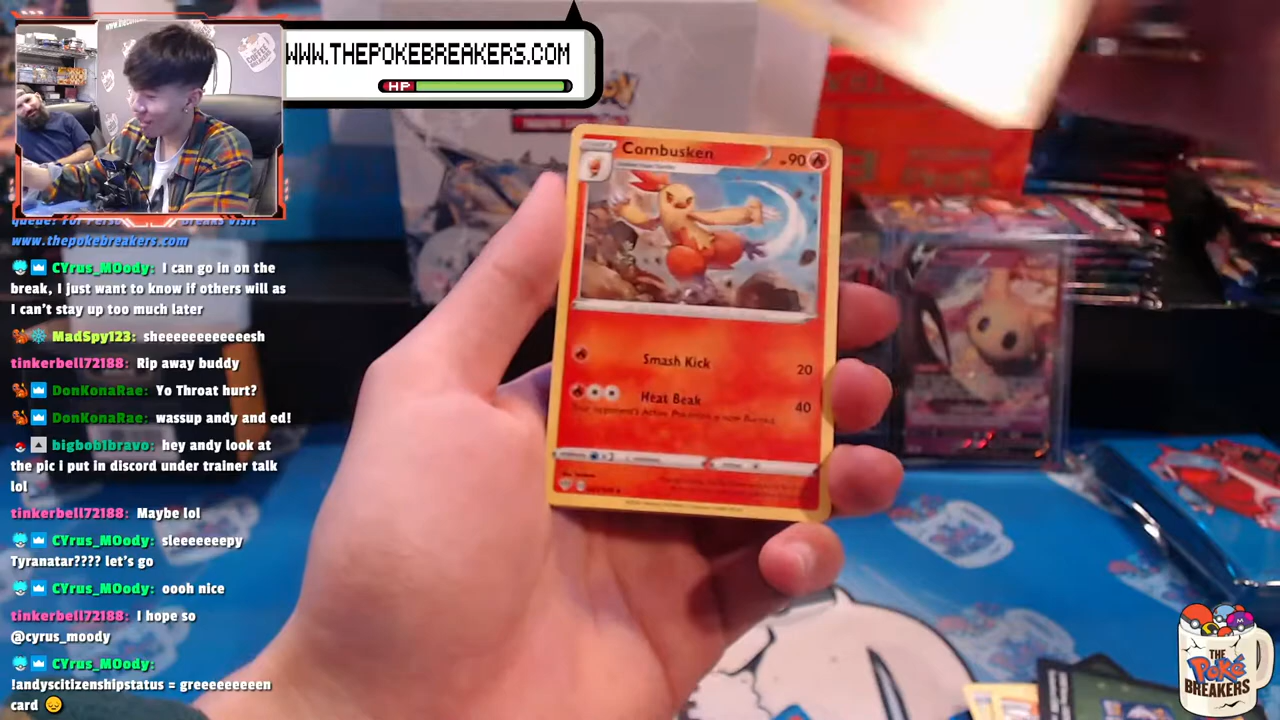 WWW.THEPOKEBREAKERS.COM
HP
Combusken
90
Smash Kick 20
Heat Beak 40
Your opponent's Active Pokémon is now Burned.
www.thepokebreakers.com
CYrus_MOody: I can go in on the
break, I just want to know if others will as
I can't stay up too much later
MadSpy123: sheeeeeeeeeeesh
tinkerbell72188: Rip away buddy
DonKonaRae: Yo Throat hurt?
DonKonaRae: wassup andy and ed!
bigbob1bravo: hey andy look at
the pic i put in discord under trainer talk
lol
tinkerbell72188: Maybe lol
CYrus_MOody: sleeeeeepy
Tyranatar???? let's go
CYrus_MOody: oooh nice
tinkerbell72188: I hope so
@cyrus_moody
CYrus_MOody:
!andyscitizenshipstatus = greeeeeeeeen
card 😔
THE
Poké
BREAKERS